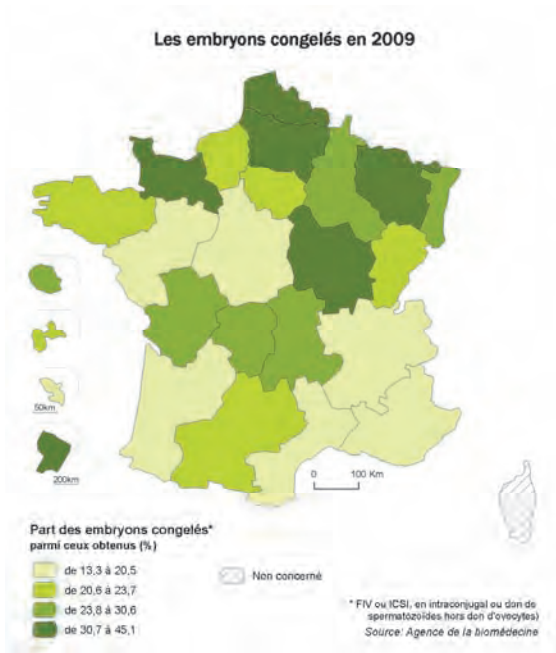 Les embryons congelés en 2009
50km
200km
0 100 Km
Part des embryons congelés*
parmi ceux obtenus (%)
de 13,3 à 20,5
de 20,6 à 23,7
de 23,8 à 30,6
de 30,7 à 45,1
Non concerné
* FIV ou ICSI, en intraconjugal ou don de
spermatozoïdes hors don d'ovocytes)
Source: Agence de la biomédecine